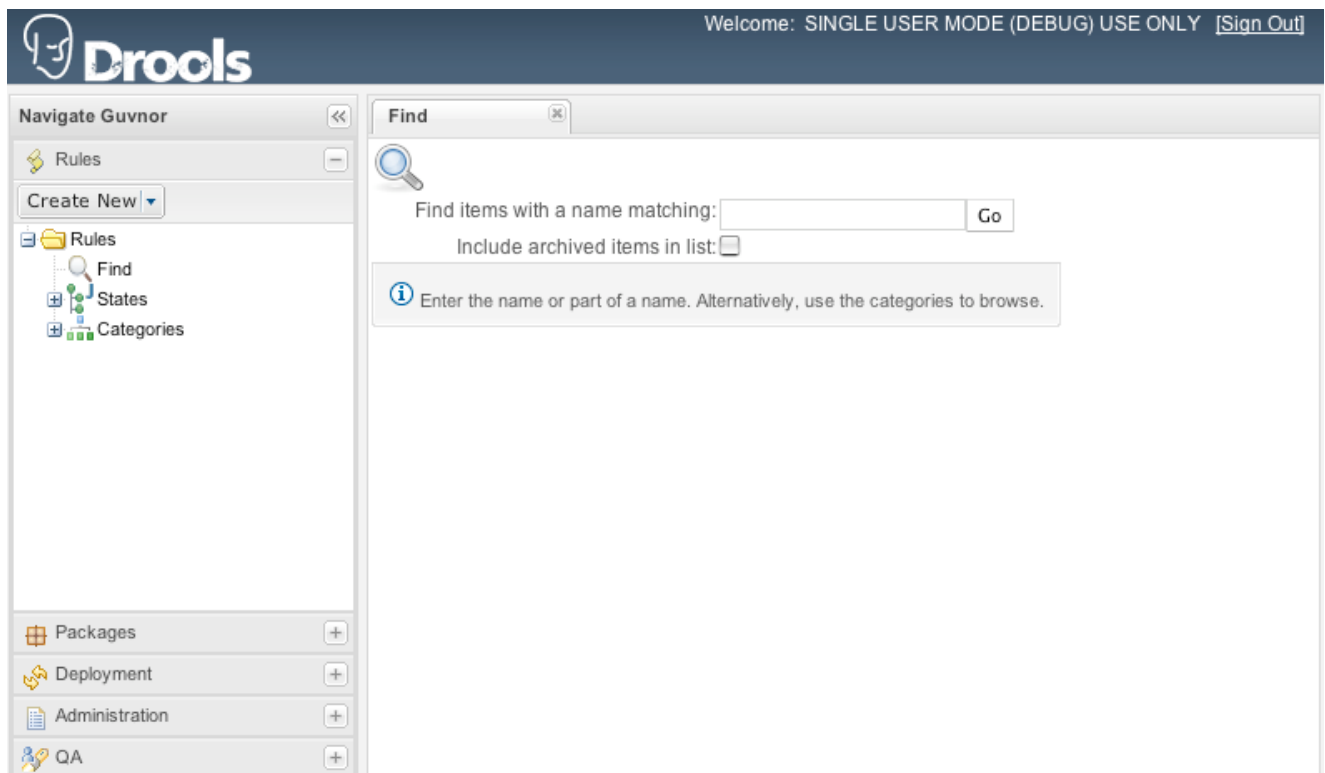 Welcome: SINGLE USER MODE (DEBUG) USE ONLY [Sign Out]
Drools
Navigate Guvnor
Rules
Create New
Rules
Find
States
Categories
Packages
Deployment
Administration
QA
Find
Find items with a name matching:
Go
Include archived items in list:
Enter the name or part of a name. Alternatively, use the categories to browse.